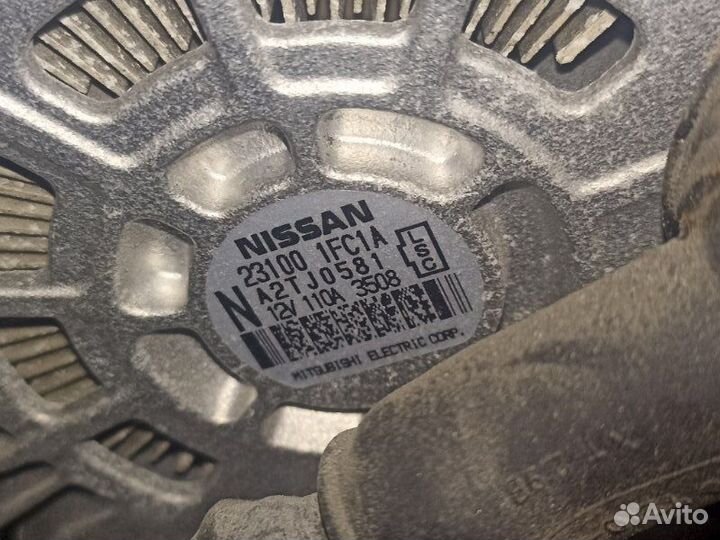 NISSAN
23100 1FC1A
A2TJ0581
N 12V 110A 3508
LSC
MITSUBISHI ELECTRIC CORP.
Avito